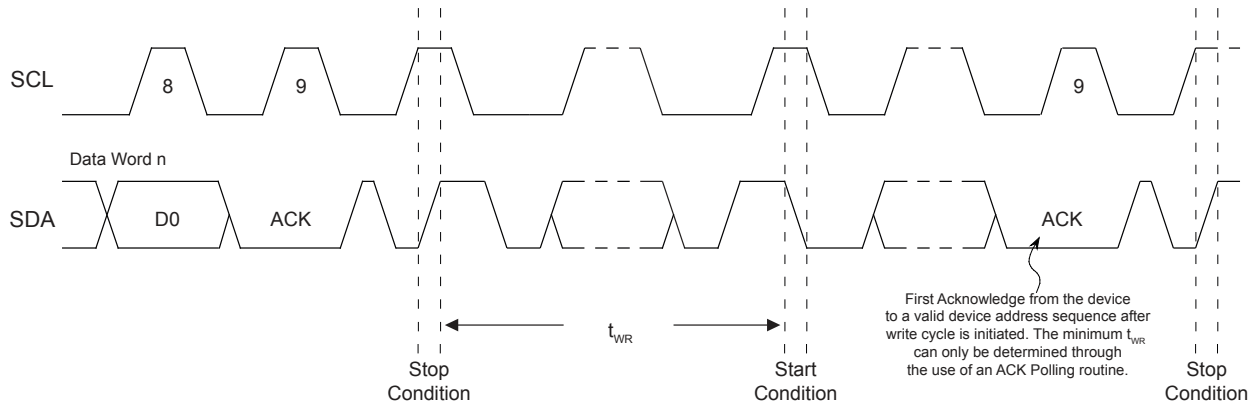 SCL
8
9
9
Data Word n
SDA
D0
ACK
ACK
First Acknowledge from the device
to a valid device address sequence after
write cycle is initiated. The minimum tWR
can only be determined through
the use of an ACK Polling routine.
tWR
Stop
Condition
Start
Condition
Stop
Condition